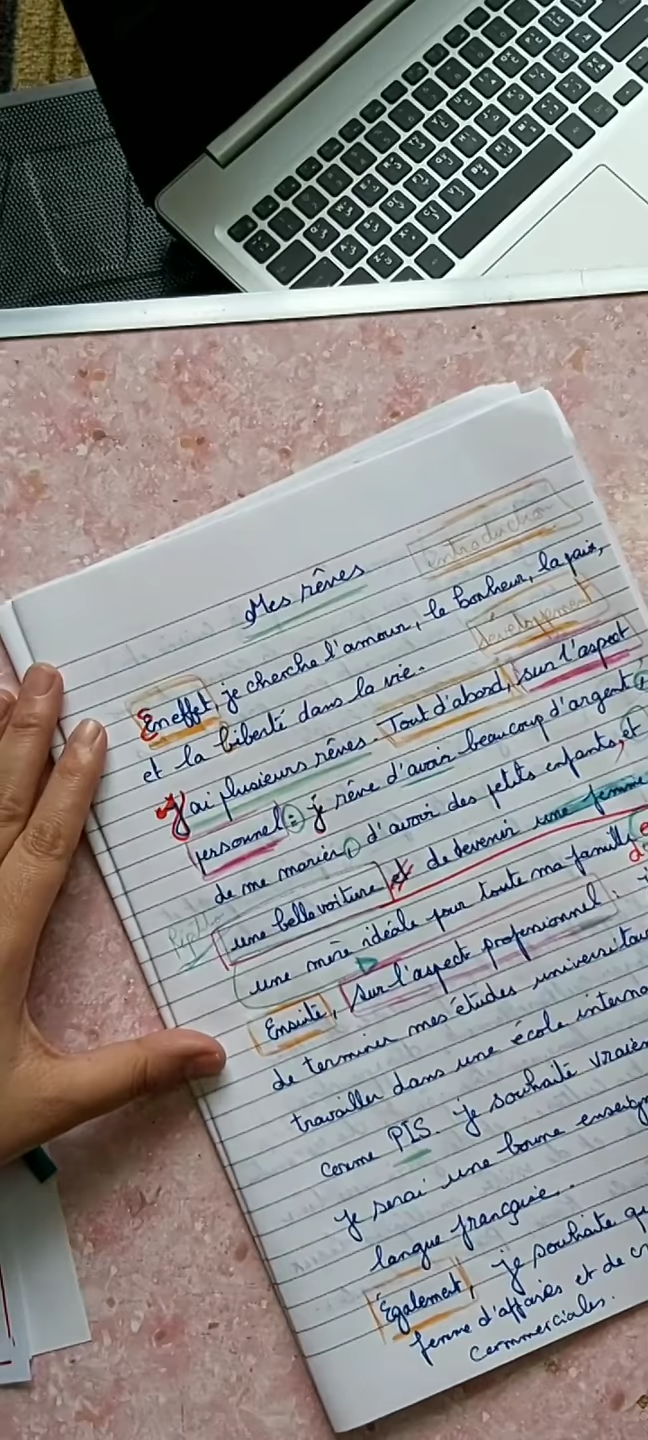 introduction
Mes rêves
développement
En effet, je cherche l'amour, le bonheur, la paix,
et la liberté dans la vie. Tout d'abord, sur l'aspect
J'ai plusieurs rêves.
personnel : je rêve d'avoir beaucoup d'argent,
de me marier, d'avoir des petits enfants, et
une belle voiture et de devenir une femme
une mère idéale pour toute ma famille
Ensuite, sur l'aspect professionnel :
de terminer mes études
travailler dans une école
comme PIS. je souhaite
je serai une bonne
langue française.
Également, je souhaite
femme d'affaires et de
commerciales.